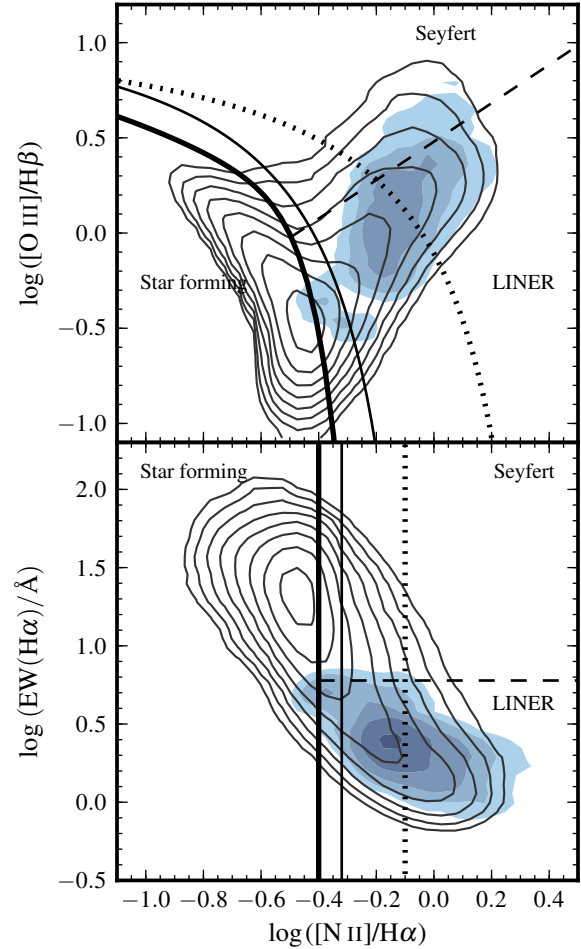 Seyfert
1.0
0.5
0.0
−0.5
−1.0
log([O III]/Hβ)
Star forming
LINER
Star forming
Seyfert
2.0
1.5
1.0
0.5
0.0
−0.5
log(EW(Hα)/Å)
LINER
−1.0 −0.8 −0.6 −0.4 −0.2 0.0 0.2 0.4
log([N II]/Hα)